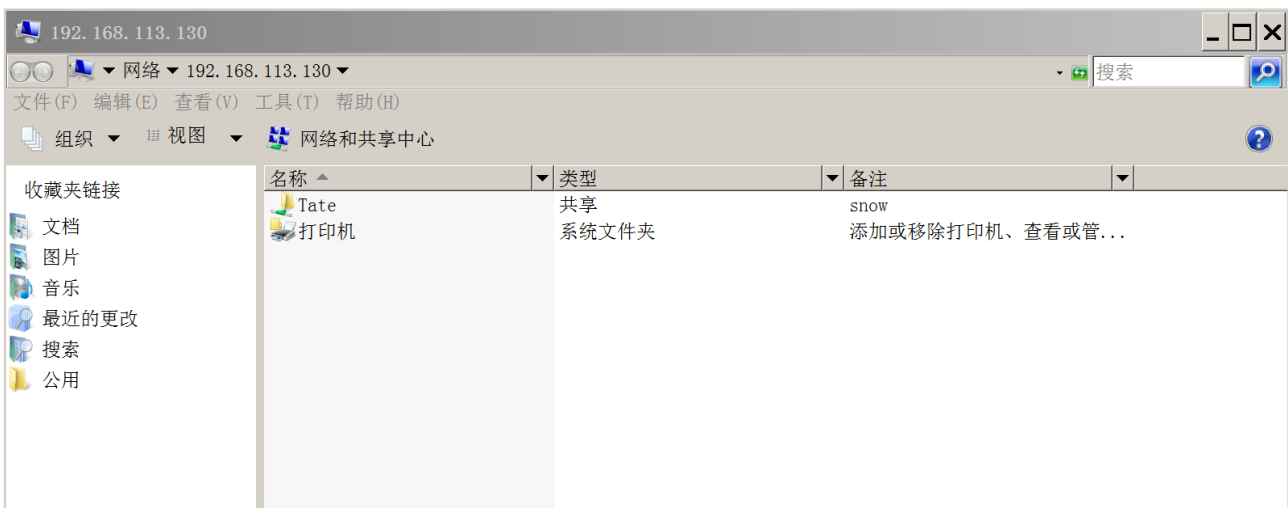 192.168.113.130
网络 192.168.113.130 搜索
文件(F) 编辑(E) 查看(V) 工具(T) 帮助(H)
组织 视图 网络和共享中心
收藏夹链接
文档
图片
音乐
最近的更改
搜索
公用
名称 类型 备注
Tate 共享 snow
打印机 系统文件夹 添加或移除打印机、查看或管...